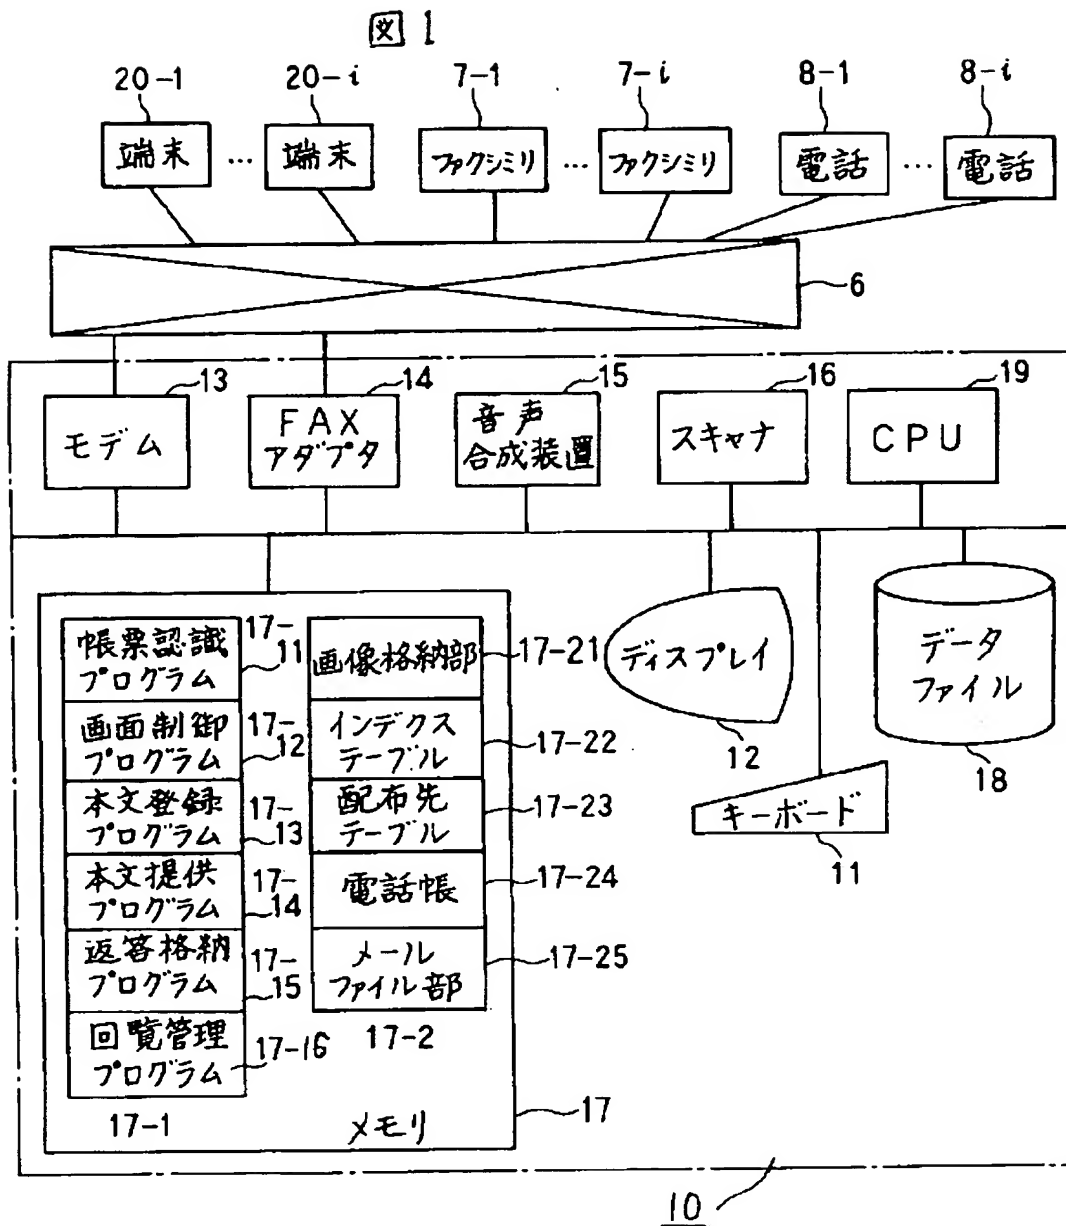 図 1
20-1
20-i
7-1
7-i
8-1
8-i
端末
...
端末
ファクシミリ
...
ファクシミリ
電話
...
電話
6
13
14
15
16
19
モデム
FAX
アダプタ
音声
合成装置
スキャナ
CPU
帳票認識
プログラム
17-
11
画面制御
プログラム
17-
12
本文登録
プログラム
17-
13
本文提供
プログラム
17-
14
返答格納
プログラム
17-
15
回覧管理
プログラム
17-16
17-1
画像格納部
17-21
インデクス
テーブル
17-22
配布先
テーブル
17-23
電話帳
17-24
メール
ファイル部
17-25
17-2
メモリ
17
ディスプレイ
12
キーボード
11
データ
ファイル
18
10